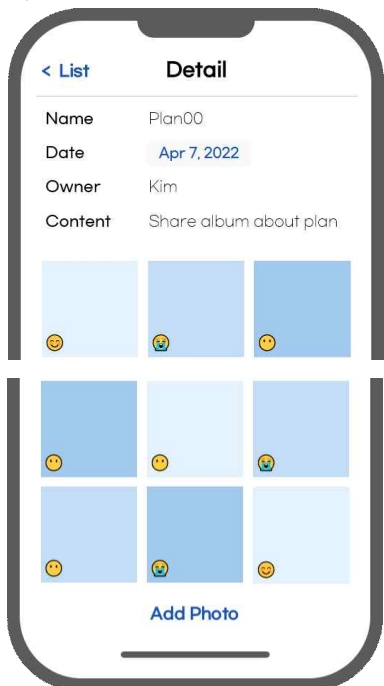 < List Detail
Name Plan00
Date Apr 7, 2022
Owner Kim
Content Share album about plan
Add Photo